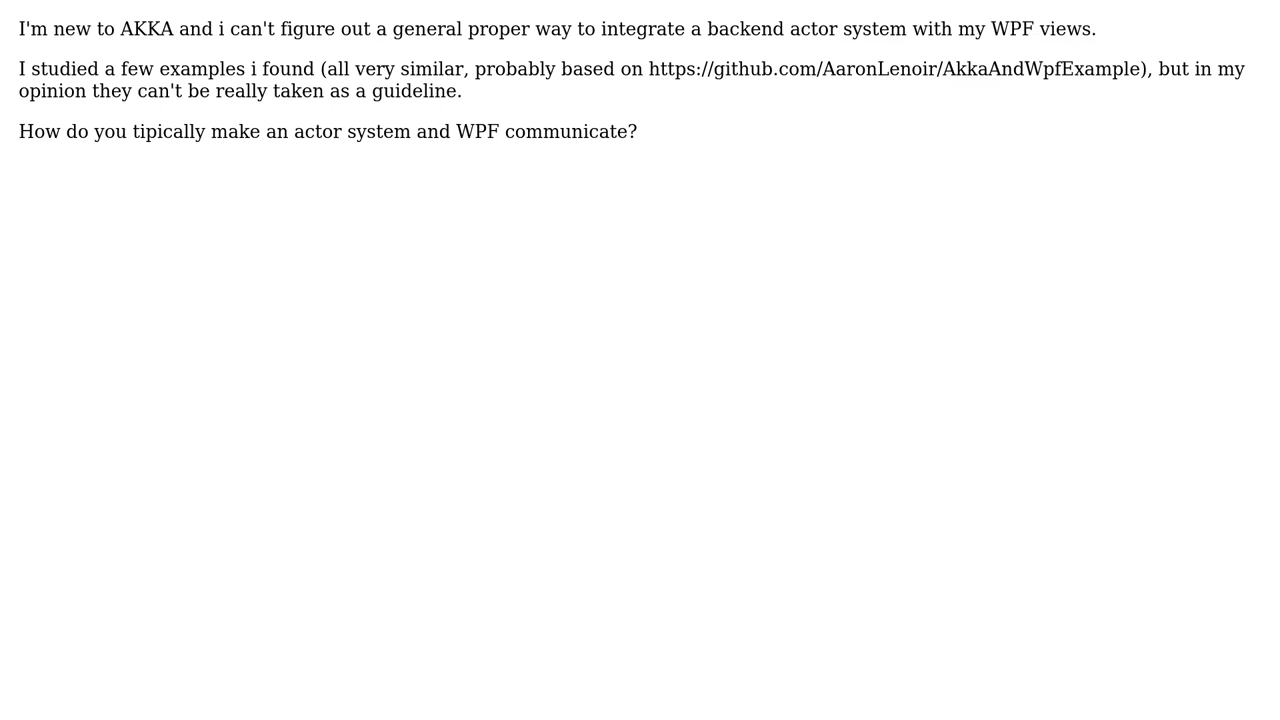 I'm new to AKKA and i can't figure out a general proper way to integrate a backend actor system with my WPF views.
I studied a few examples i found (all very similar, probably based on https://github.com/AaronLenoir/AkkaAndWpfExample), but in my
opinion they can't be really taken as a guideline.
How do you tipically make an actor system and WPF communicate?